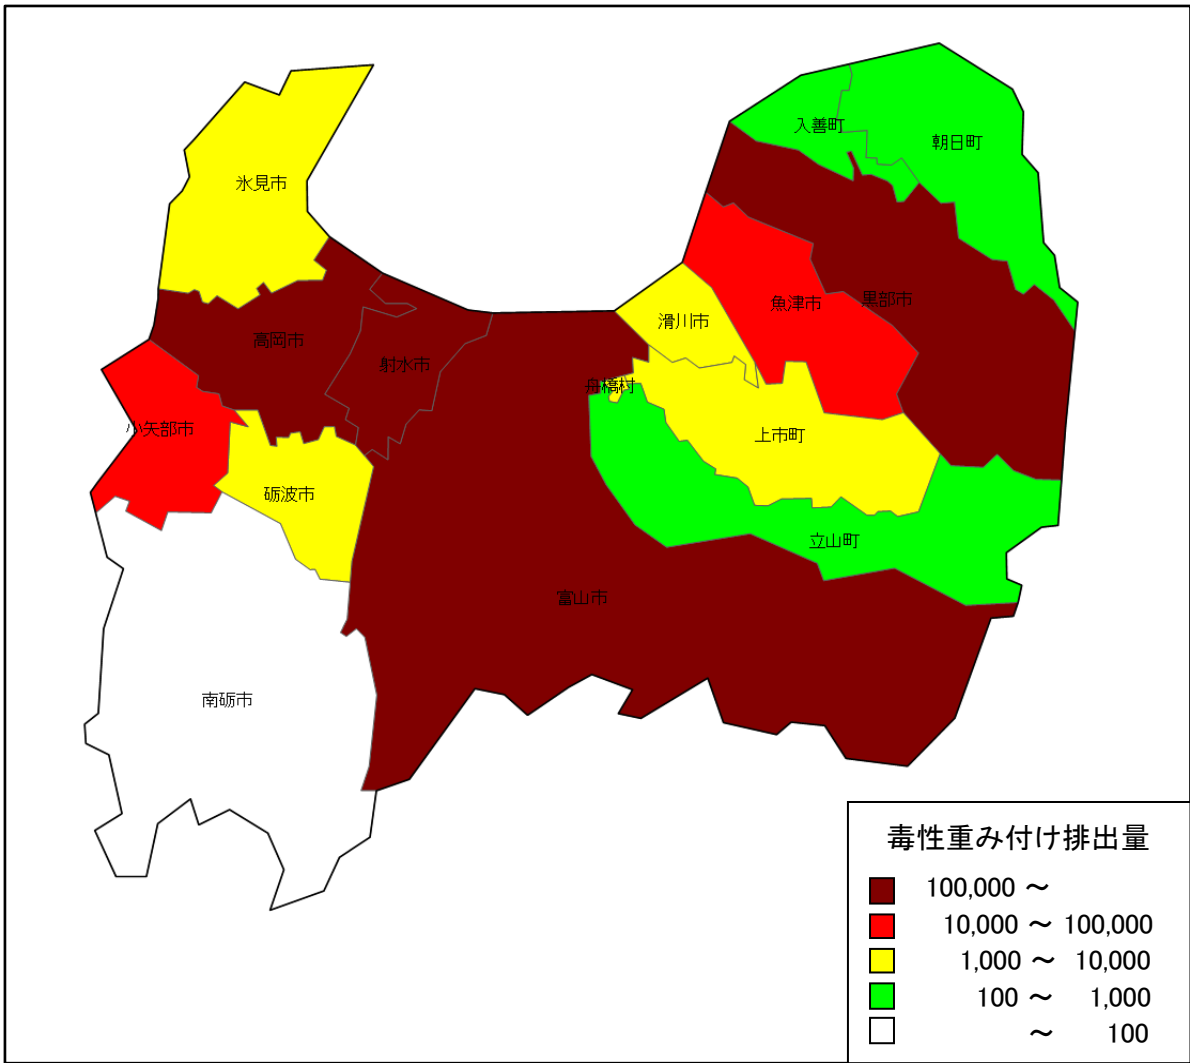 入善町
朝日町
氷見市
黒部市
魚津市
滑川市
高岡市
射水市
舟橋村
小矢部市
上市町
砺波市
立山町
富山市
南砺市
毒性重み付け排出量
100,000 ~
10,000 ~ 100,000
1,000 ~ 10,000
100 ~ 1,000
~ 100